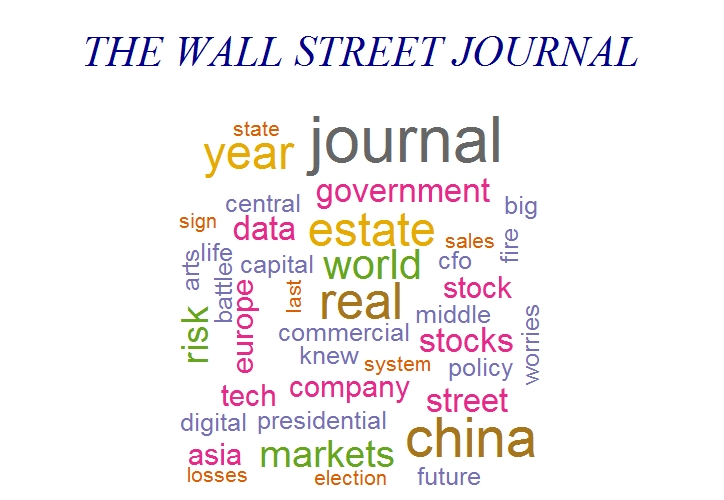 THE WALL STREET JOURNAL
state
year
journal
government
central
big
sign
data
estate
sales
fire
arts
life
battle
capital
world
cfo
europe
last
real
stock
middle
risk
commercial
stocks
worries
knew
system
policy
tech
company
street
digital
presidential
china
asia
markets
losses
election
future